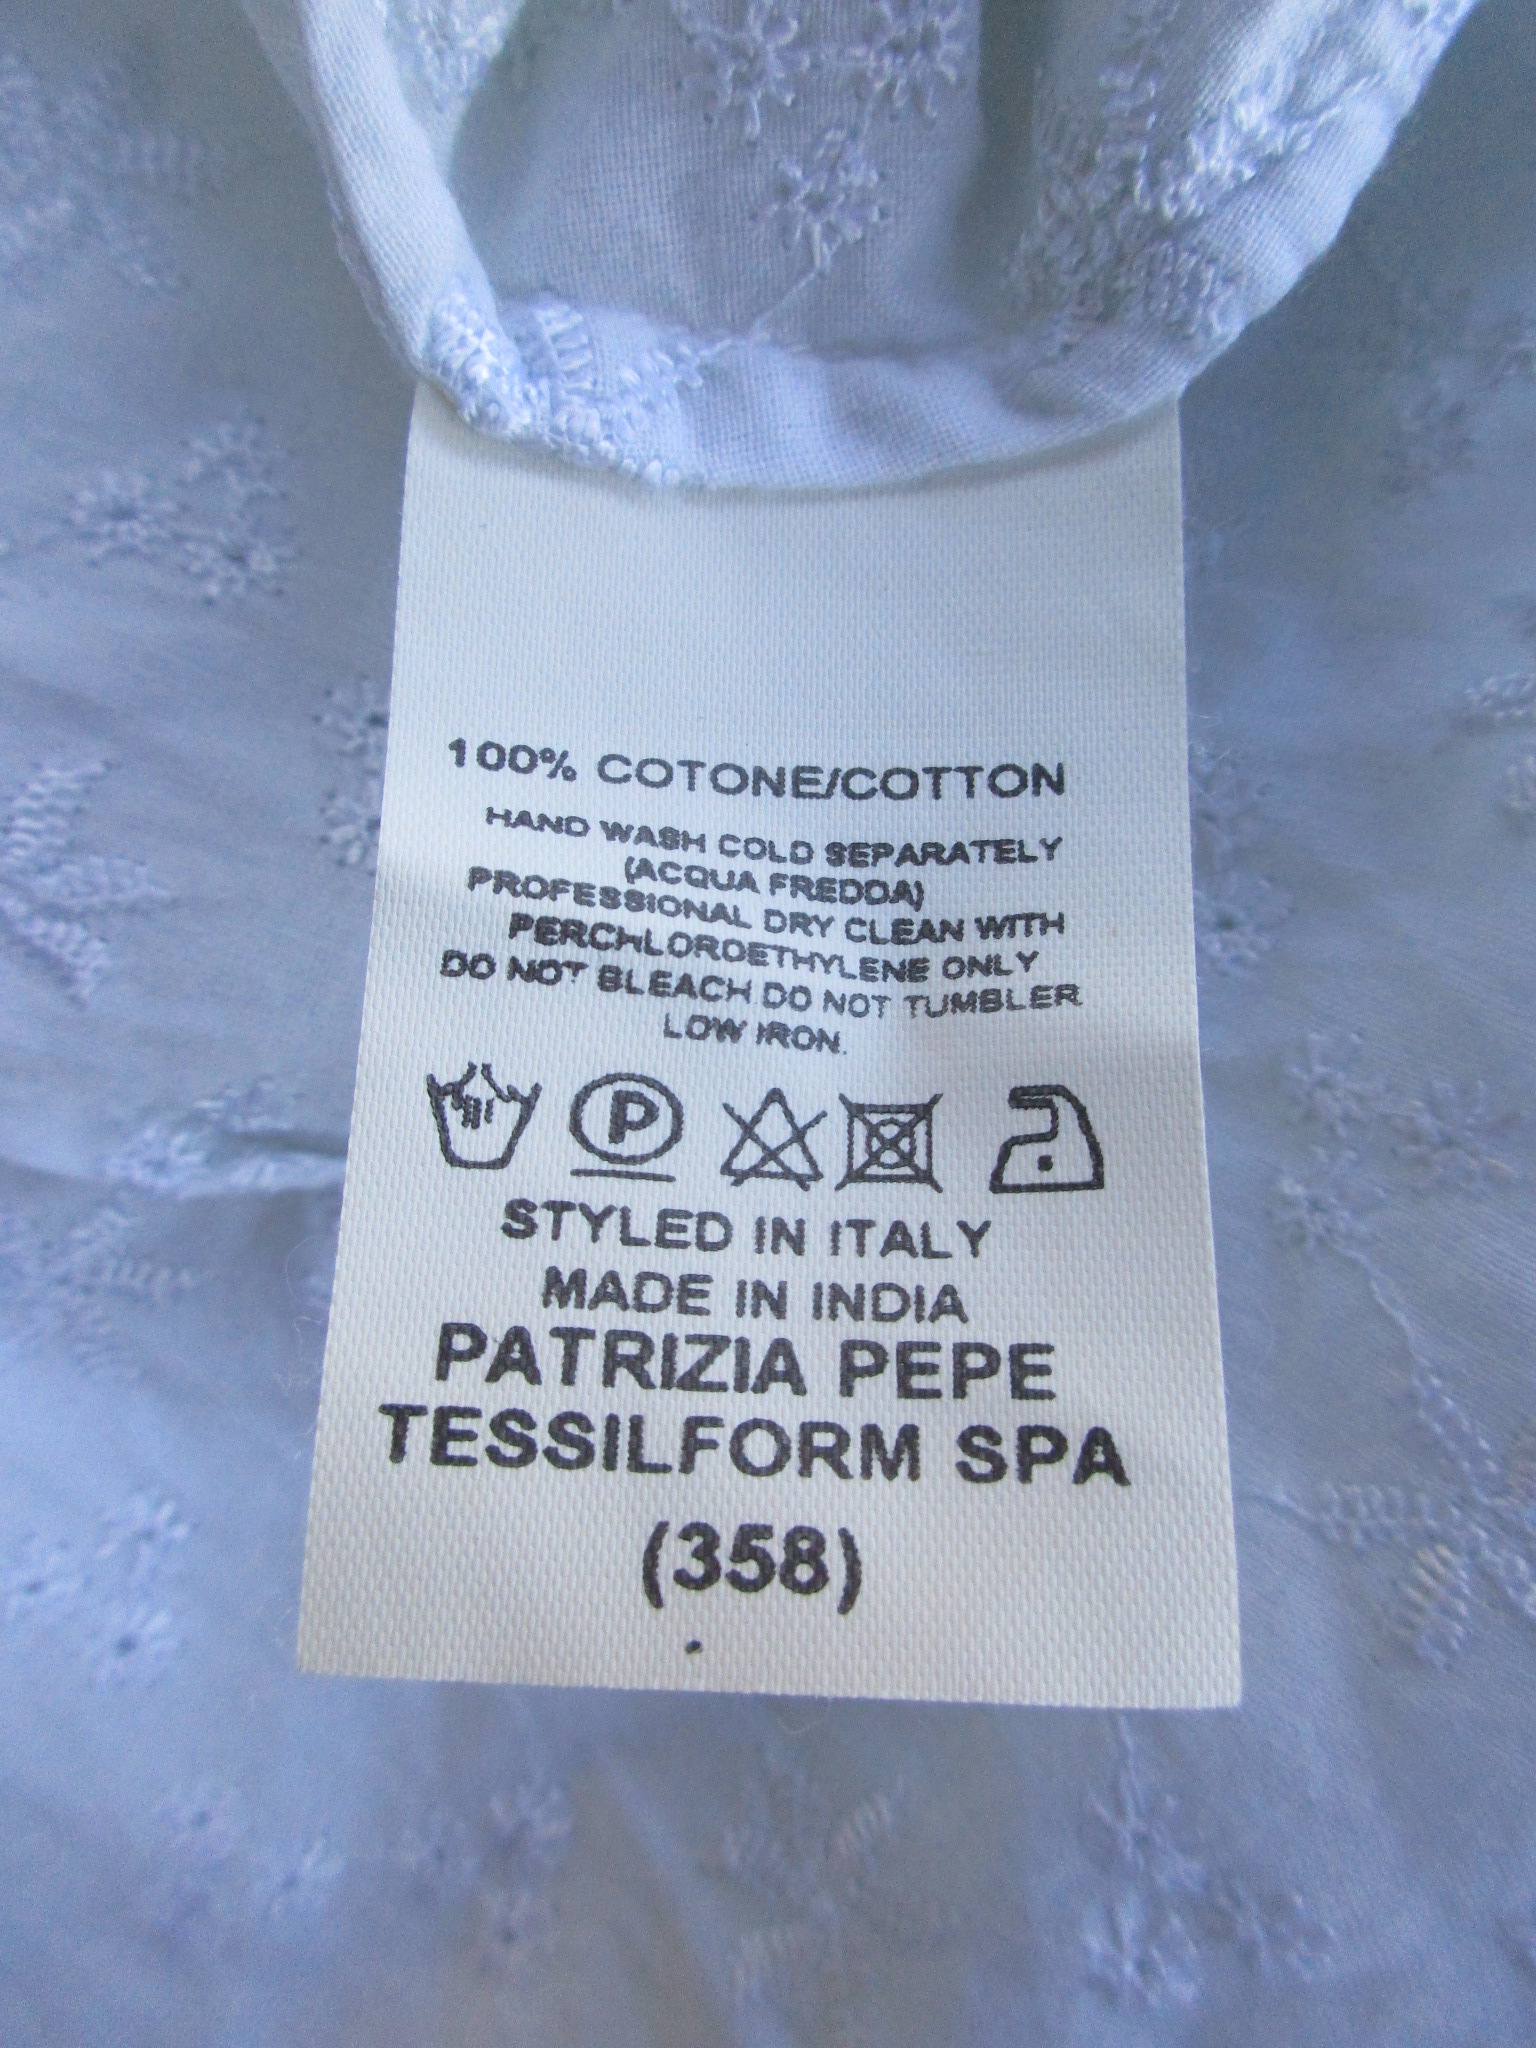 100% COTONE/COTTON
HAND WASH COLD SEPARATELY
(ACQUA FREDDA)
PROFESSIONAL DRY CLEAN WITH
PERCHLOROETHYLENE ONLY
DO NOT BLEACH DO NOT TUMBLER
LOW IRON.
P
STYLED IN ITALY
MADE IN INDIA
PATRIZIA PEPE
TESSILFORM SPA
(358)